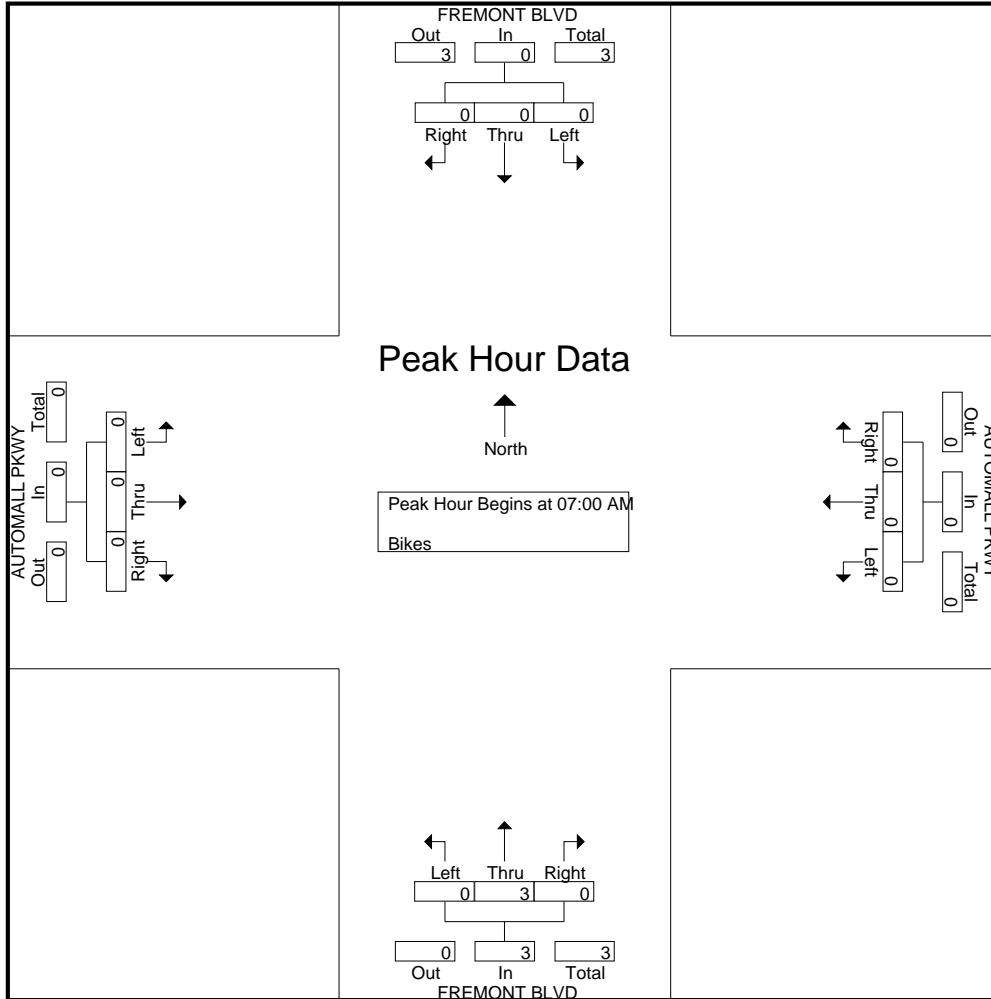 FREMONT BLVD
Out In Total
3 0 3
0 0 0
Right Thru Left
Peak Hour Data
North
Peak Hour Begins at 07:00 AM
Bikes
AUTOMALL PKWY
Out In Total
0 0 0
0 0 0
Right Thru Left
AUTOMALL PKWY
Total In Out
0 0 0
0 0 0
Left Thru Right
Left Thru Right
0 3 0
0 3 3
Out In Total
FREMONT BLVD